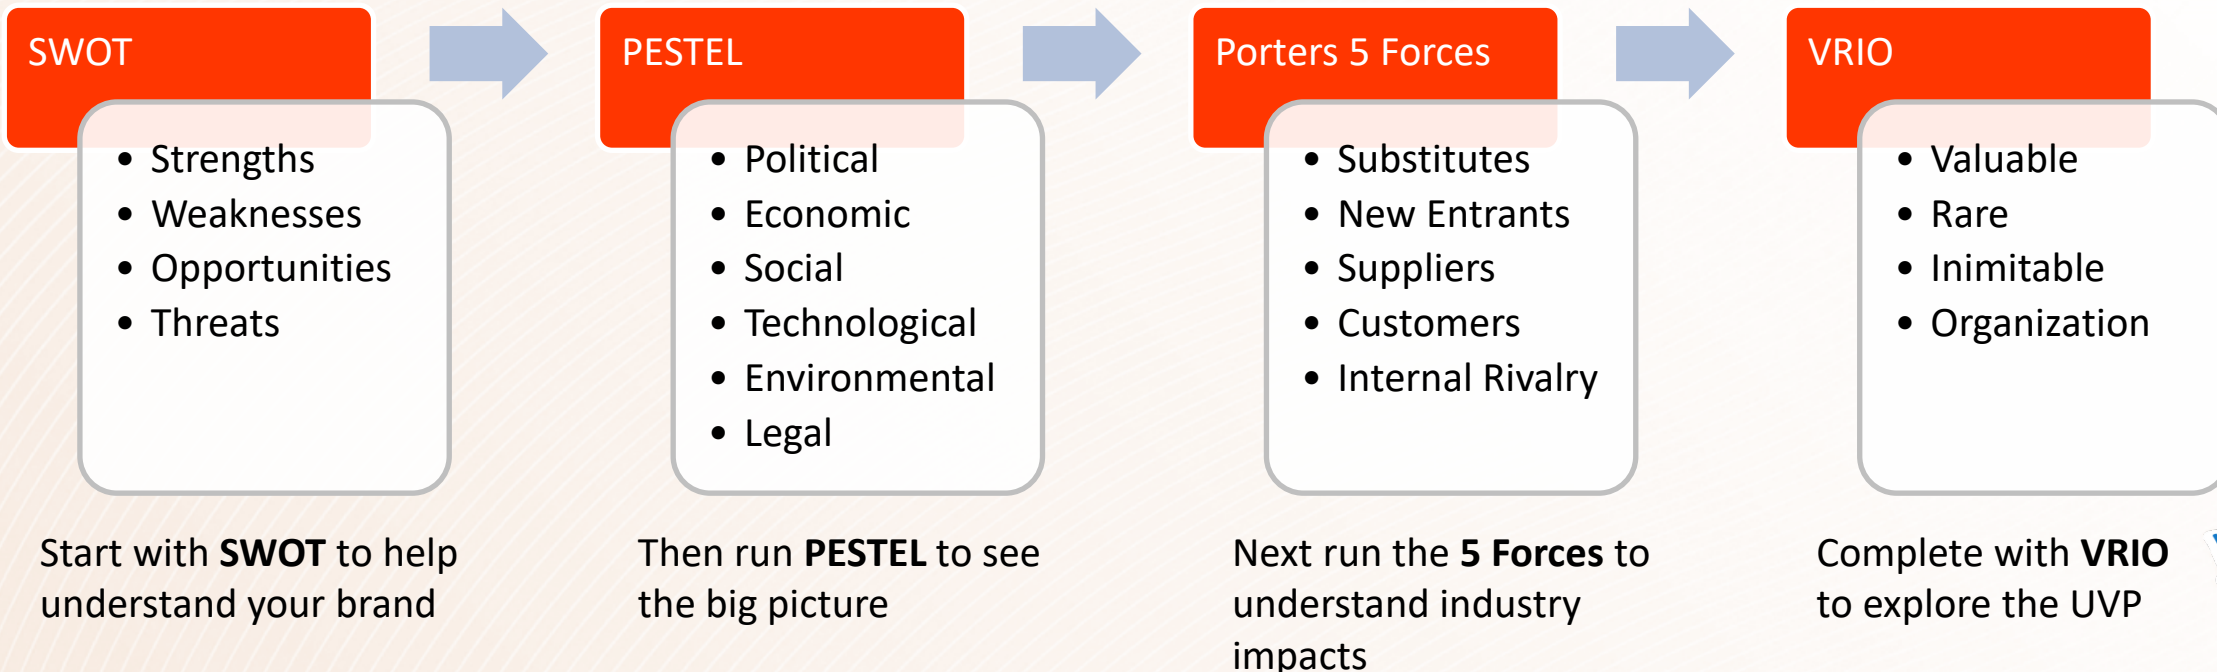 SWOT
• Strengths
• Weaknesses
• Opportunities
• Threats
Start with SWOT to help
understand your brand
PESTEL
• Political
• Economic
• Social
• Technological
• Environmental
• Legal
Then run PESTEL to see
the big picture
Porters 5 Forces
• Substitutes
• New Entrants
• Suppliers
• Customers
• Internal Rivalry
Next run the 5 Forces to
understand industry
impacts
VRIO
• Valuable
• Rare
• Inimitable
• Organization
Complete with VRIO
to explore the UVP